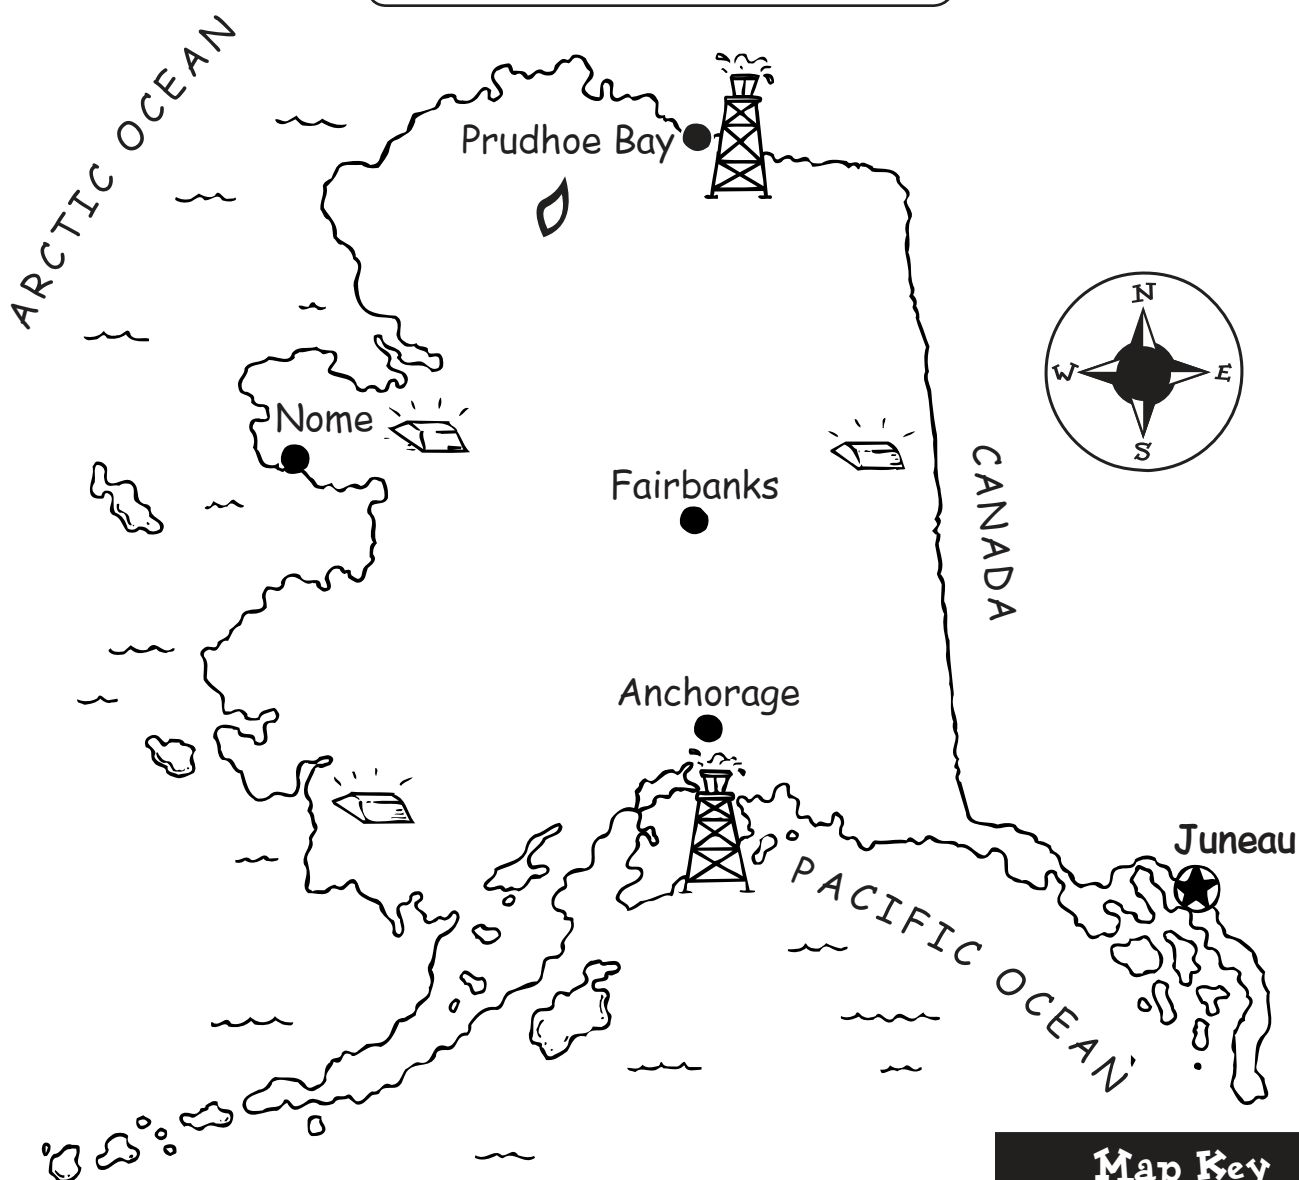 ARCTIC OCEAN
Prudhoe Bay
N
W
E
S
Nome
CANADA
Fairbanks
Anchorage
Juneau
PACIFIC OCEAN
Map Key